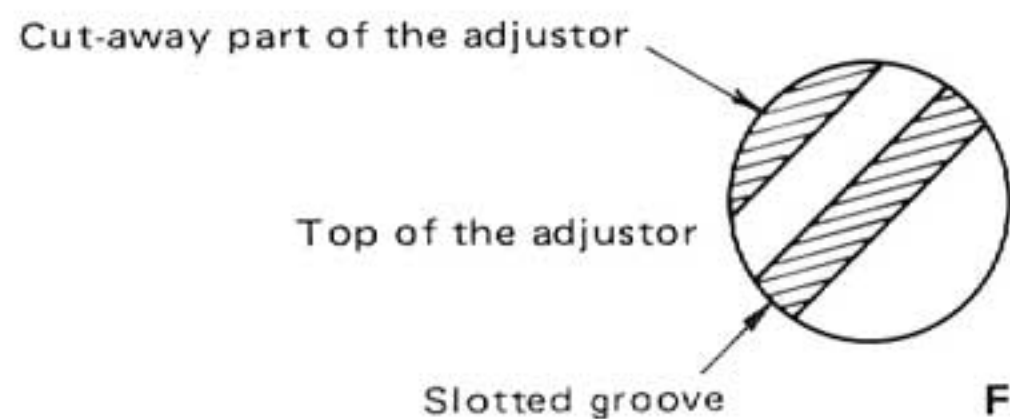 Cut-away part of the adjustor
Top of the adjustor
Slotted groove
F